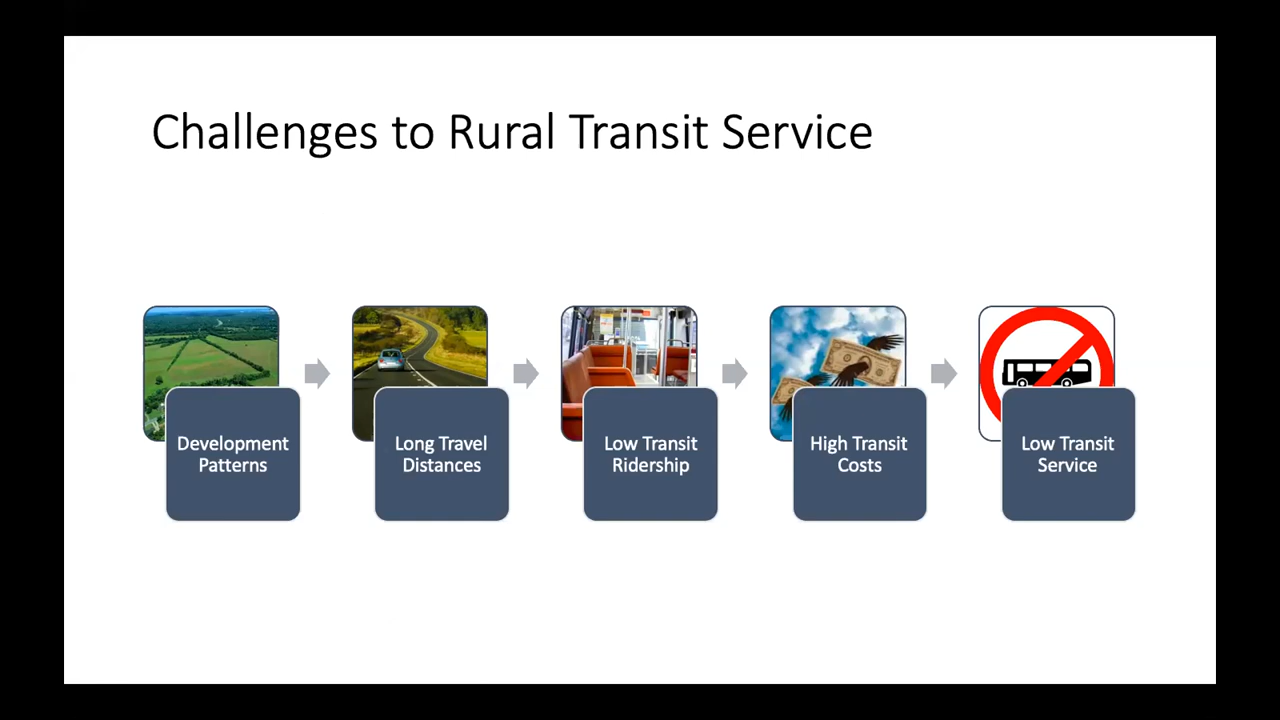 Challenges to Rural Transit Service
Development
Patterns
Long Travel
Distances
Low Transit
Ridership
High Transit
Costs
Low Transit
Service